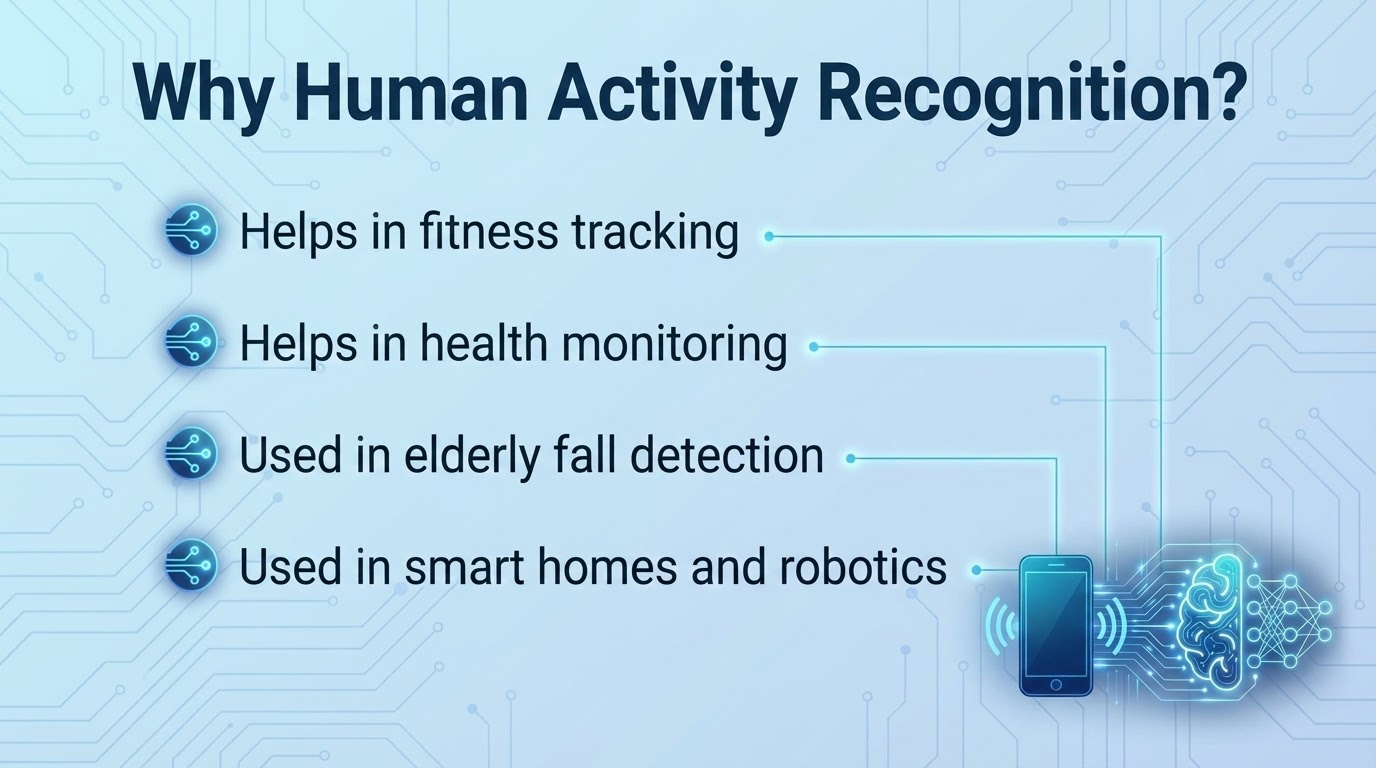 Why Human Activity Recognition?
Helps in fitness tracking
Helps in health monitoring
Used in elderly fall detection
Used in smart homes and robotics